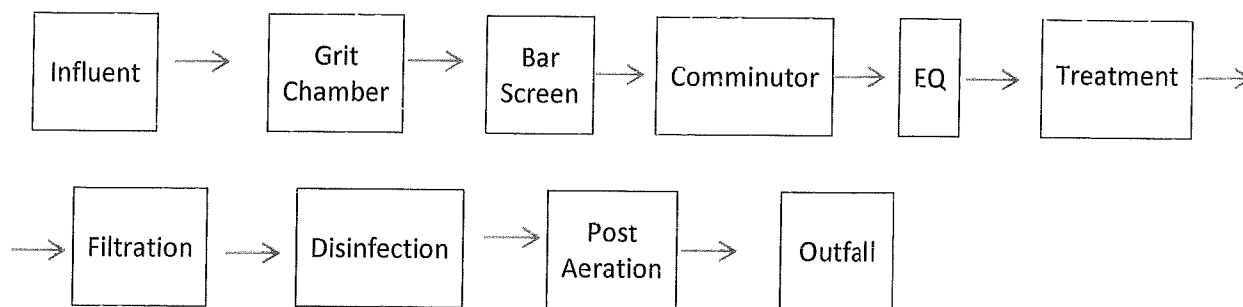 Influent
Grit
Chamber
Bar
Screen
Comminutor
EQ
Treatment
Filtration
Disinfection
Post
Aeration
Outfall